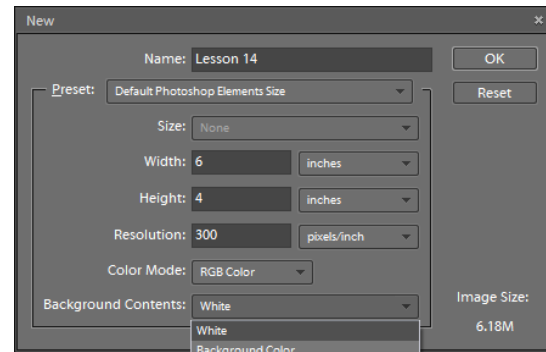 New x
Name: Lesson 14 OK
Preset: Default Photoshop Elements Size Reset
Size: None
Width: 6 inches
Height: 4 inches
Resolution: 300 pixels/inch
Color Mode: RGB Color
Background Contents: White Image Size:
White 6.18M
Background Color